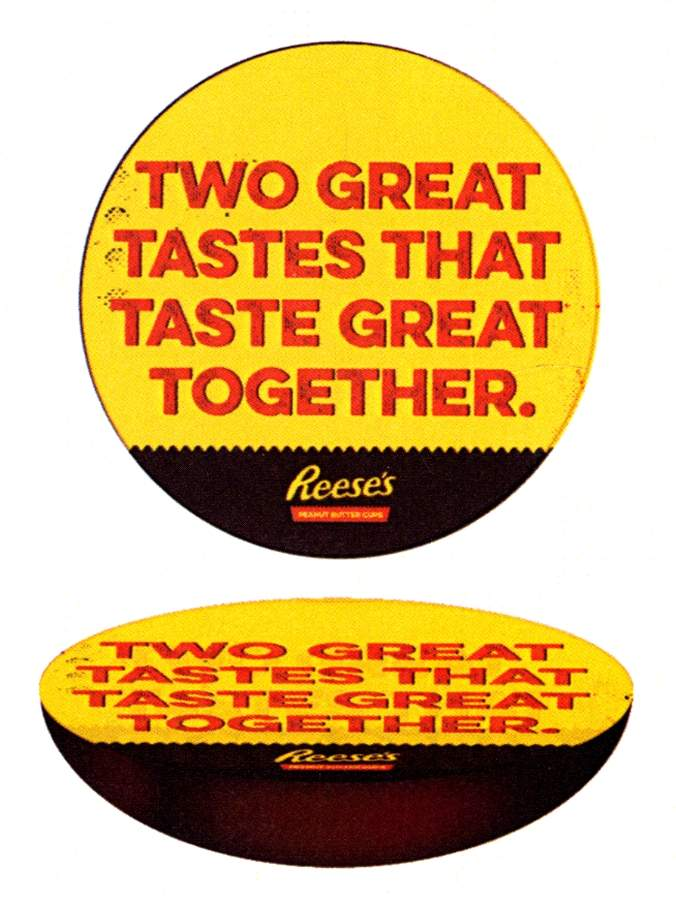 TWO GREAT
TASTES THAT
TASTE GREAT
TOGETHER.
Reese's
PEANUT BUTTER CUPS
TWO GREAT
TASTES THAT
TASTE GREAT
TOGETHER.
Reese's